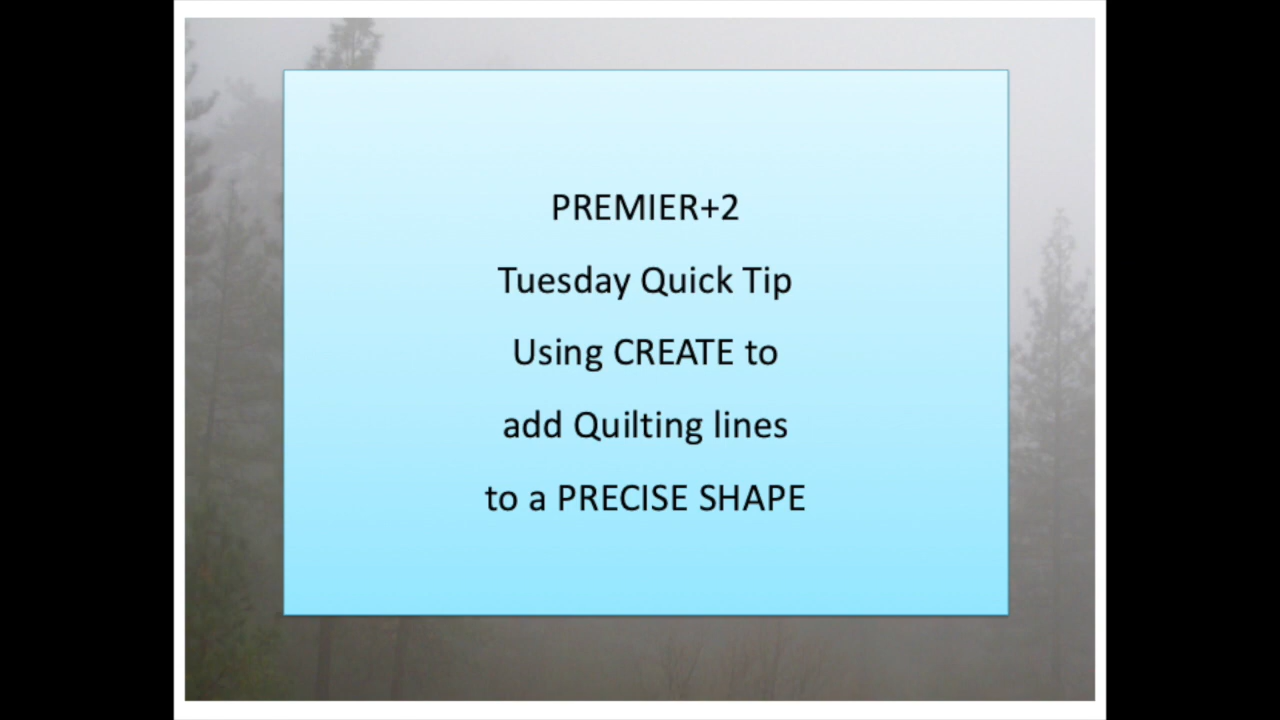 PREMIER+2
Tuesday Quick Tip
Using CREATE to
add Quilting lines
to a PRECISE SHAPE